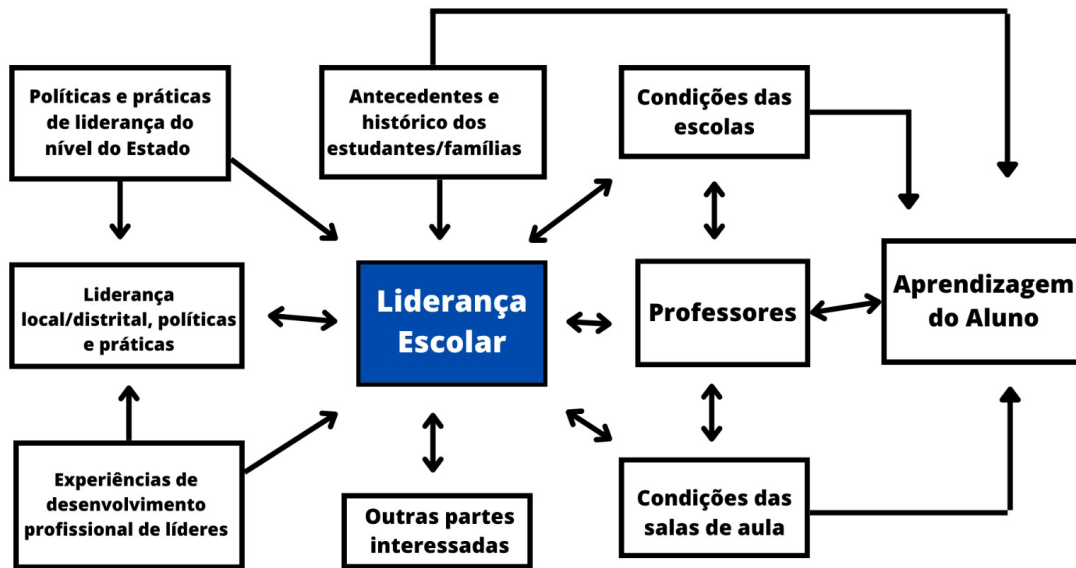 Políticas e práticas
de liderança do
nível do Estado
Antecedentes e
histórico dos
estudantes/famílias
Condições das
escolas
Liderança
local/distrital, políticas
e práticas
Liderança
Escolar
Professores
Aprendizagem
do Aluno
Experiências de
desenvolvimento
profissional de líderes
Outras partes
interessadas
Condições das
salas de aula